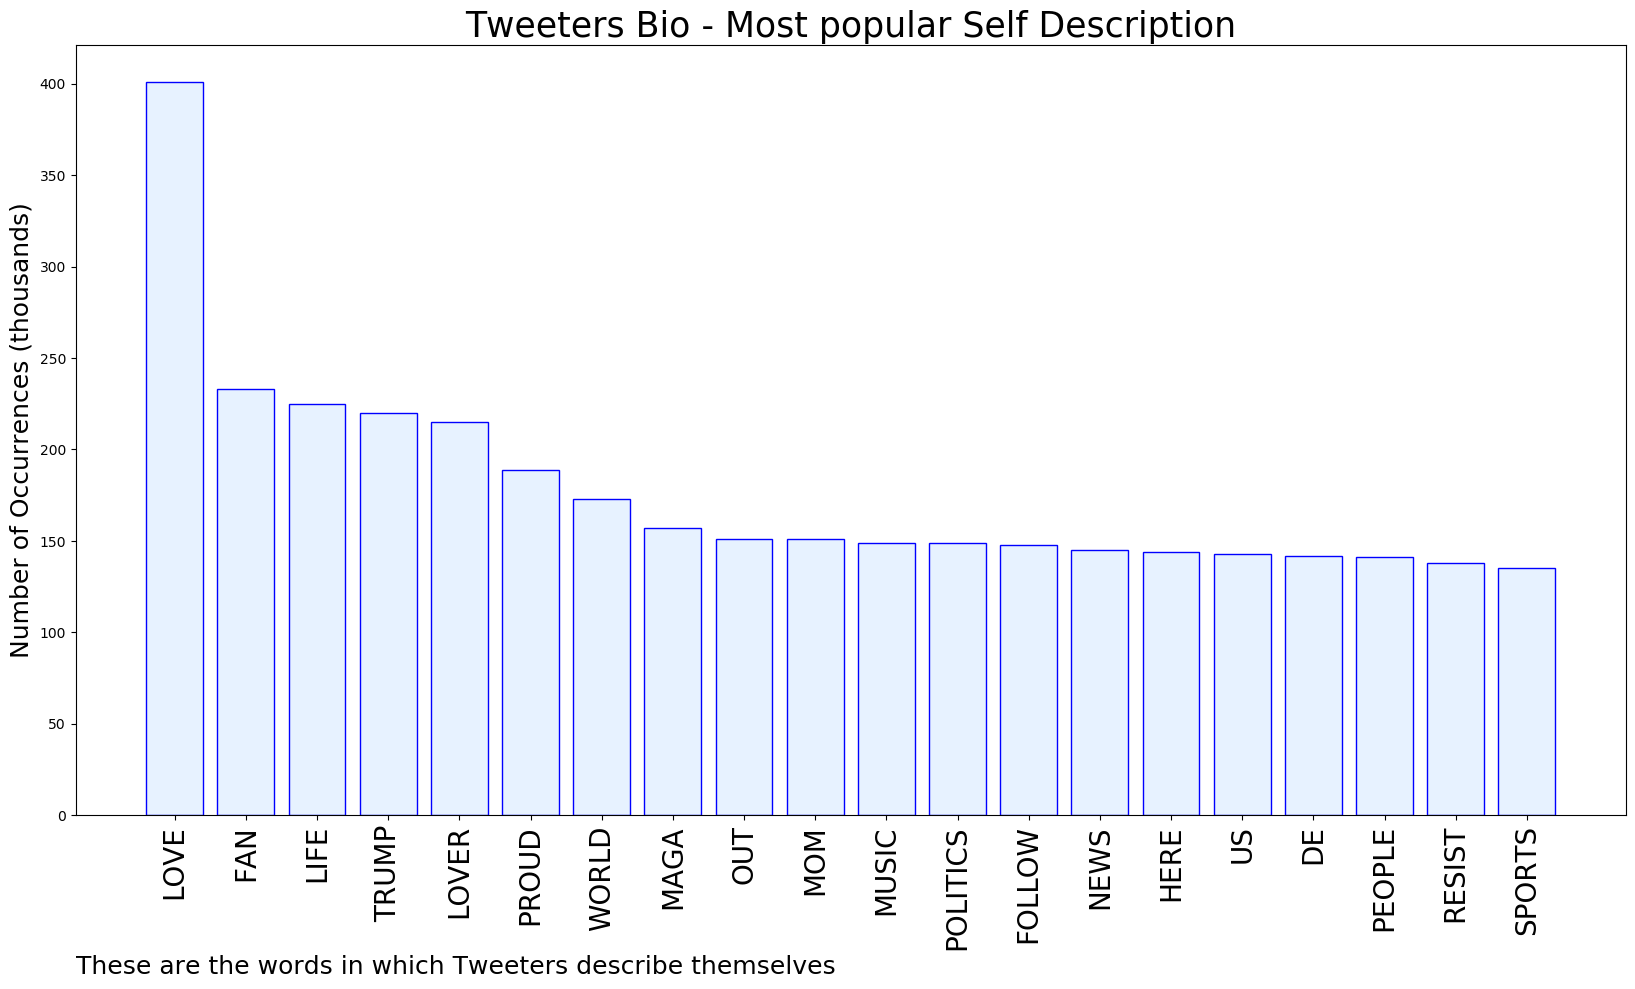 Tweeters Bio - Most popular Self Description
Number of Occurrences (thousands)
400
350
300
250
200
150
100
50
0
LOVE
FAN
LIFE
TRUMP
LOVER
PROUD
WORLD
MAGA
OUT
MOM
MUSIC
POLITICS
FOLLOW
NEWS
HERE
US
DE
PEOPLE
RESIST
SPORTS
These are the words in which Tweeters describe themselves